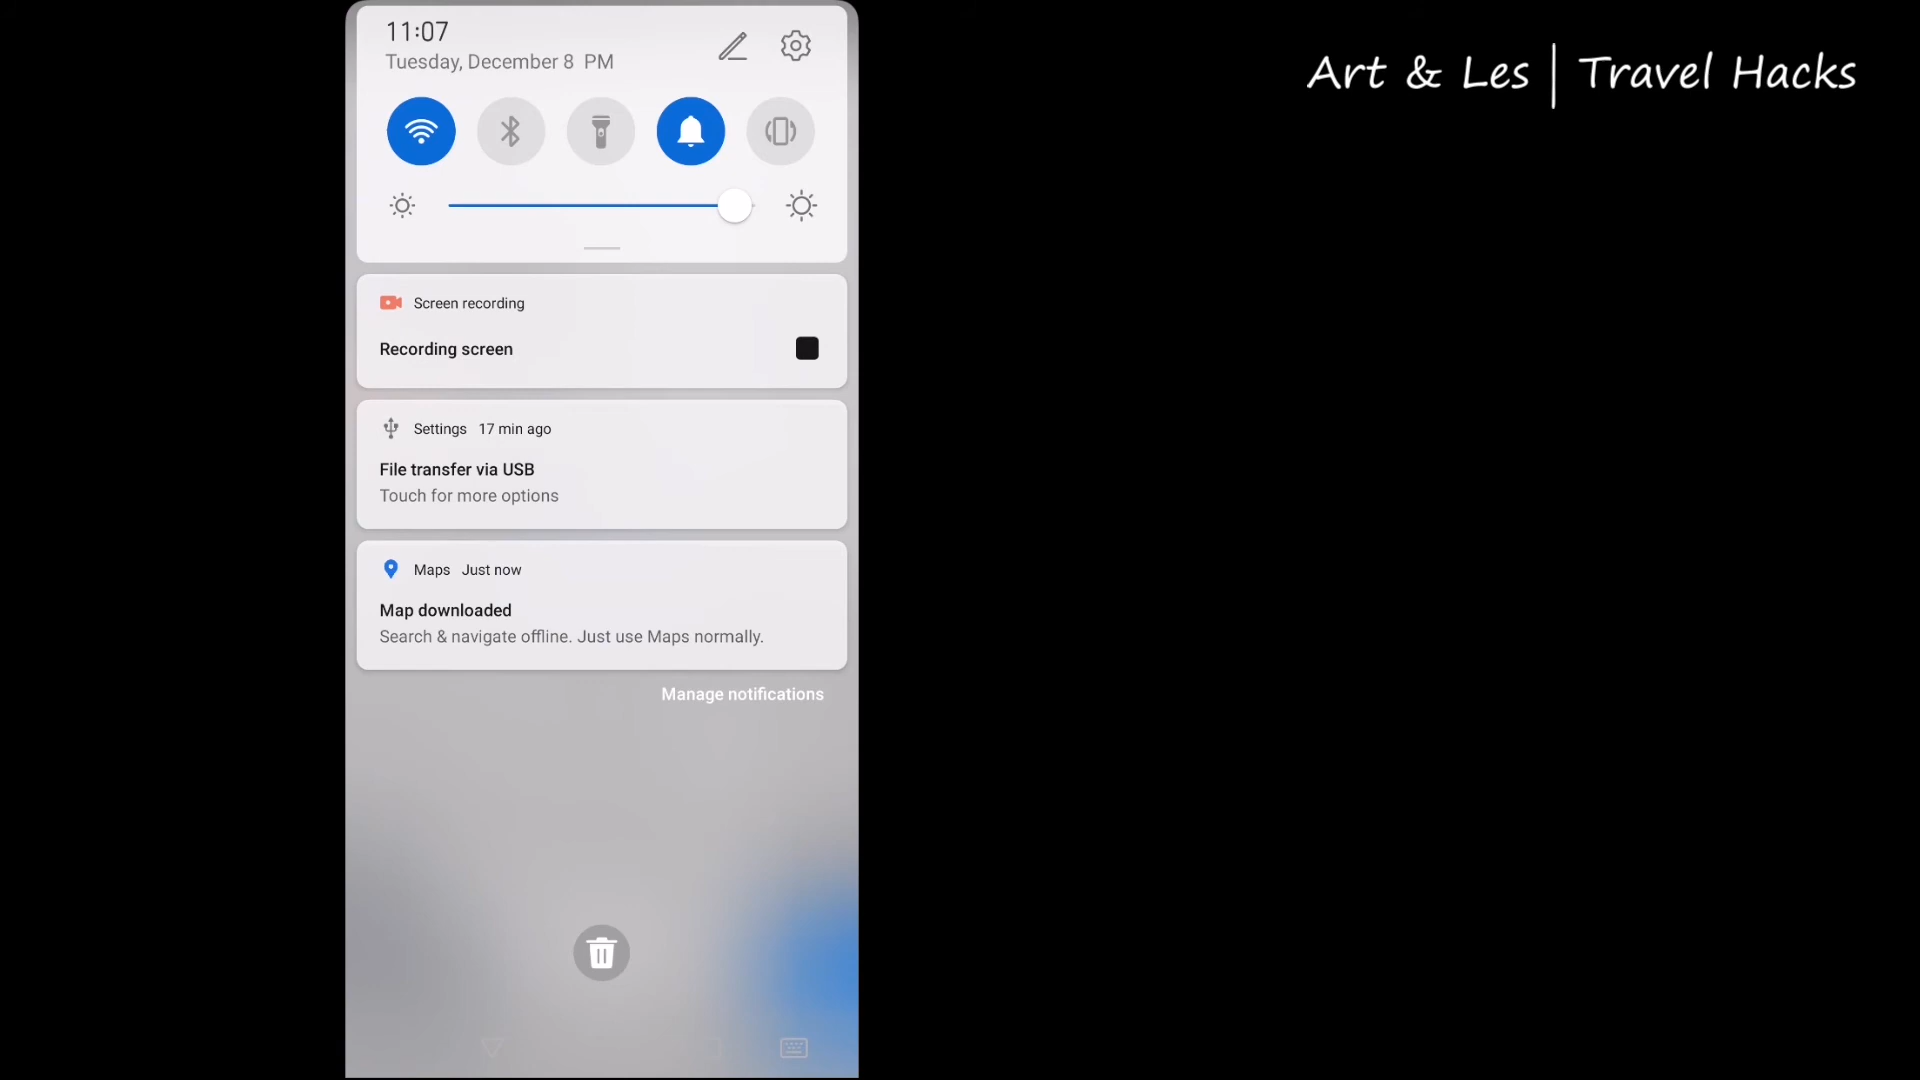 11:07
Tuesday, December 8 PM
Art & Les | Travel Hacks
Screen recording
Recording screen
Settings 17 min ago
File transfer via USB
Touch for more options
Maps Just now
Map downloaded
Search & navigate offline. Just use Maps normally.
Manage notifications